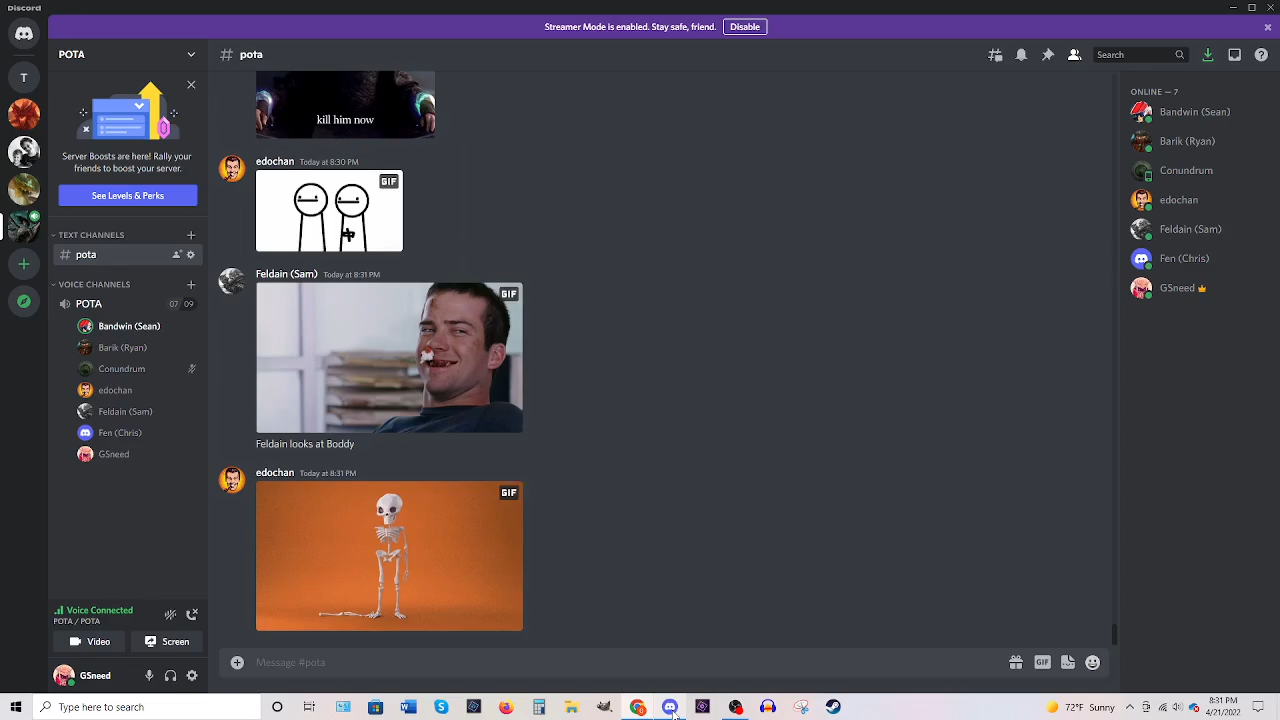 Discord
Streamer Mode is enabled. Stay safe, friend.
Disable
POTA
# pota
Search
Server Boosts are here! Rally your
friends to boost your server.
See Levels & Perks
TEXT CHANNELS
# pota
VOICE CHANNELS
POTA
07 09
Bandwin (Sean)
Barik (Ryan)
Conundrum
edochan
Feldain (Sam)
Fen (Chris)
GSneed
Voice Connected
POTA / POTA
Video
Screen
GSneed
T
kill him now
edochan Today at 8:30 PM
GIF
Feldain (Sam) Today at 8:31 PM
GIF
Feldain looks at Boddy
edochan Today at 8:31 PM
GIF
Message #pota
GIF
ONLINE — 7
Bandwin (Sean)
Barik (Ryan)
Conundrum
edochan
Feldain (Sam)
Fen (Chris)
GSneed
Type here to search
72°F Sunny
8:31 PM
4/21/2022